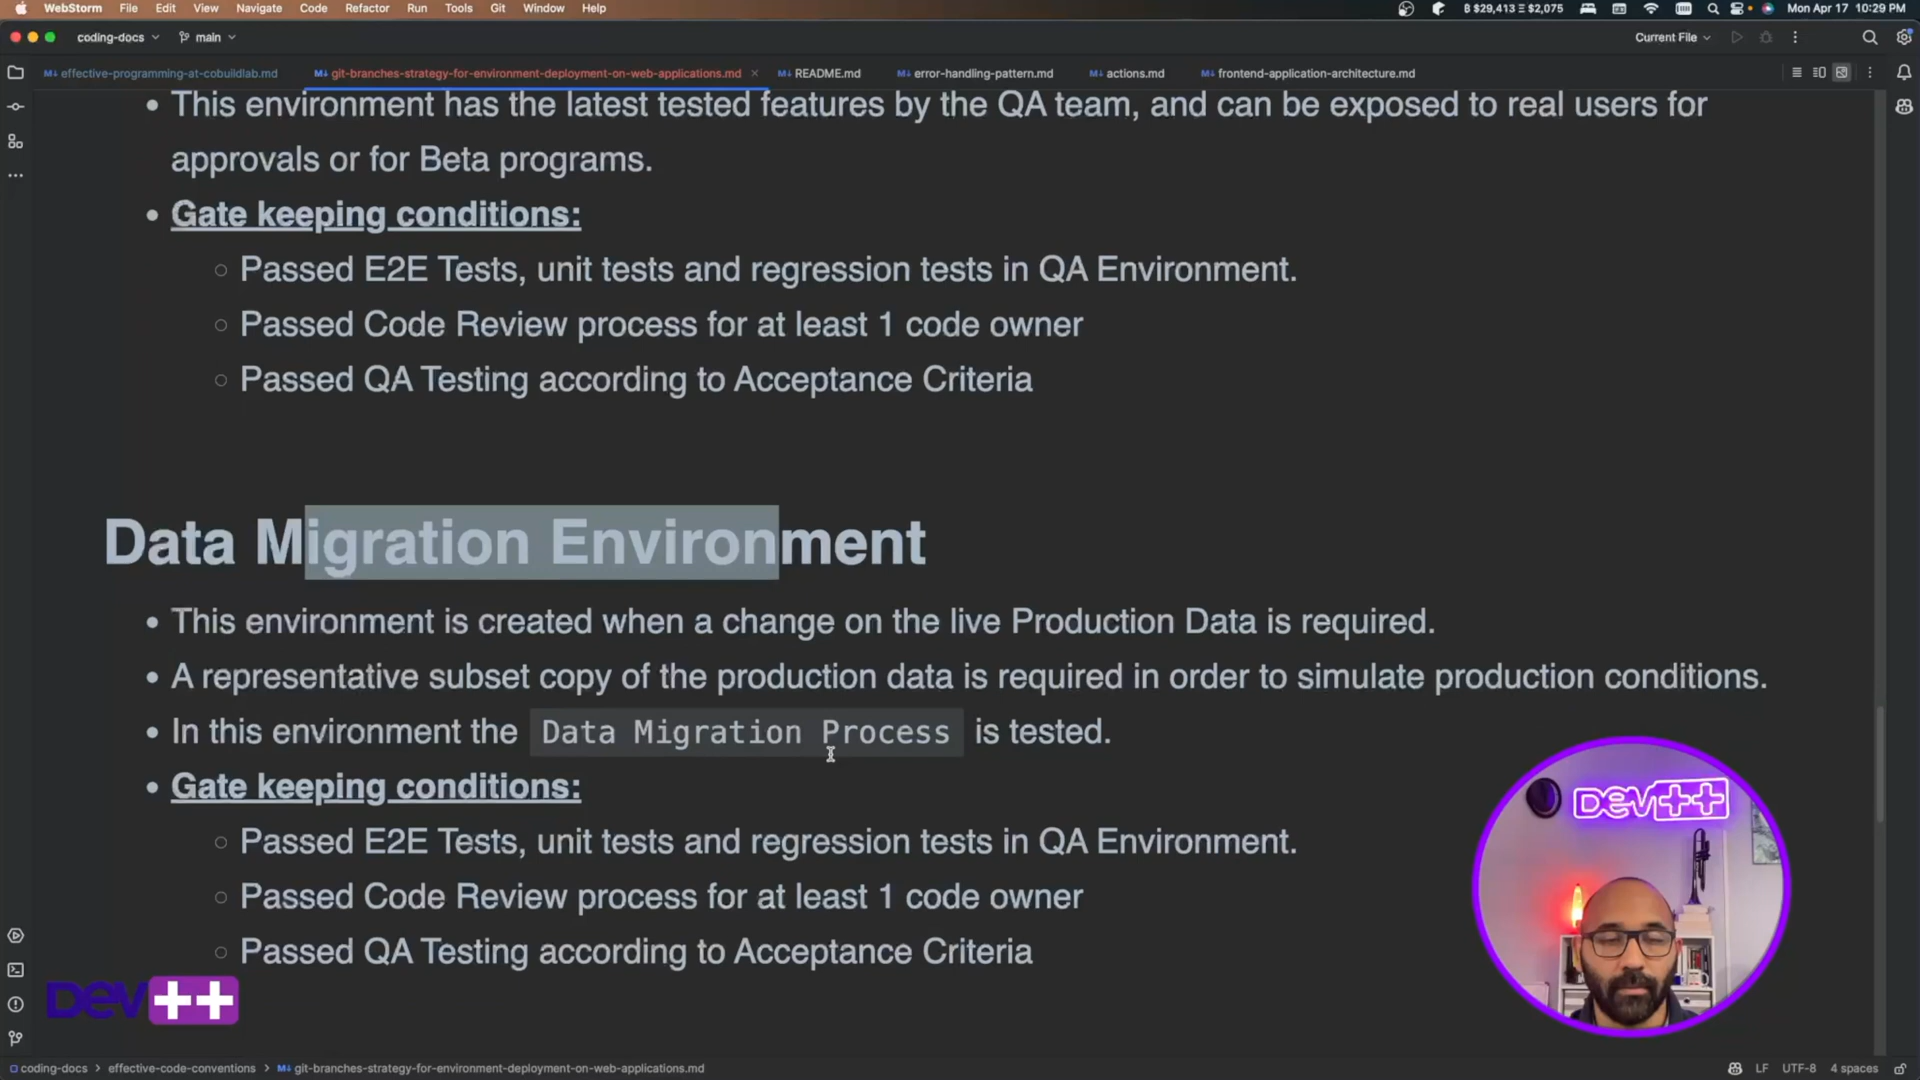 WebStorm File Edit View Navigate Code Refactor Run Tools Git Window Help $29,413 $2,075 Mon Apr 17 10:29 PM
coding-docs main Current File
effective-programming-at-cobuildlab.md git-branches-strategy-for-environment-deployment-on-web-applications.md README.md error-handling-pattern.md actions.md frontend-application-architecture.md
This environment has the latest tested features by the QA team, and can be exposed to real users for
approvals or for Beta programs.
Gate keeping conditions:
Passed E2E Tests, unit tests and regression tests in QA Environment.
Passed Code Review process for at least 1 code owner
Passed QA Testing according to Acceptance Criteria
Data Migration Environment
This environment is created when a change on the live Production Data is required.
A representative subset copy of the production data is required in order to simulate production conditions.
In this environment the Data Migration Process is tested.
Gate keeping conditions:
Passed E2E Tests, unit tests and regression tests in QA Environment.
Passed Code Review process for at least 1 code owner
Passed QA Testing according to Acceptance Criteria
Dev++
Dev++
coding-docs > effective-code-conventions > git-branches-strategy-for-environment-deployment-on-web-applications.md LF UTF-8 4 spaces